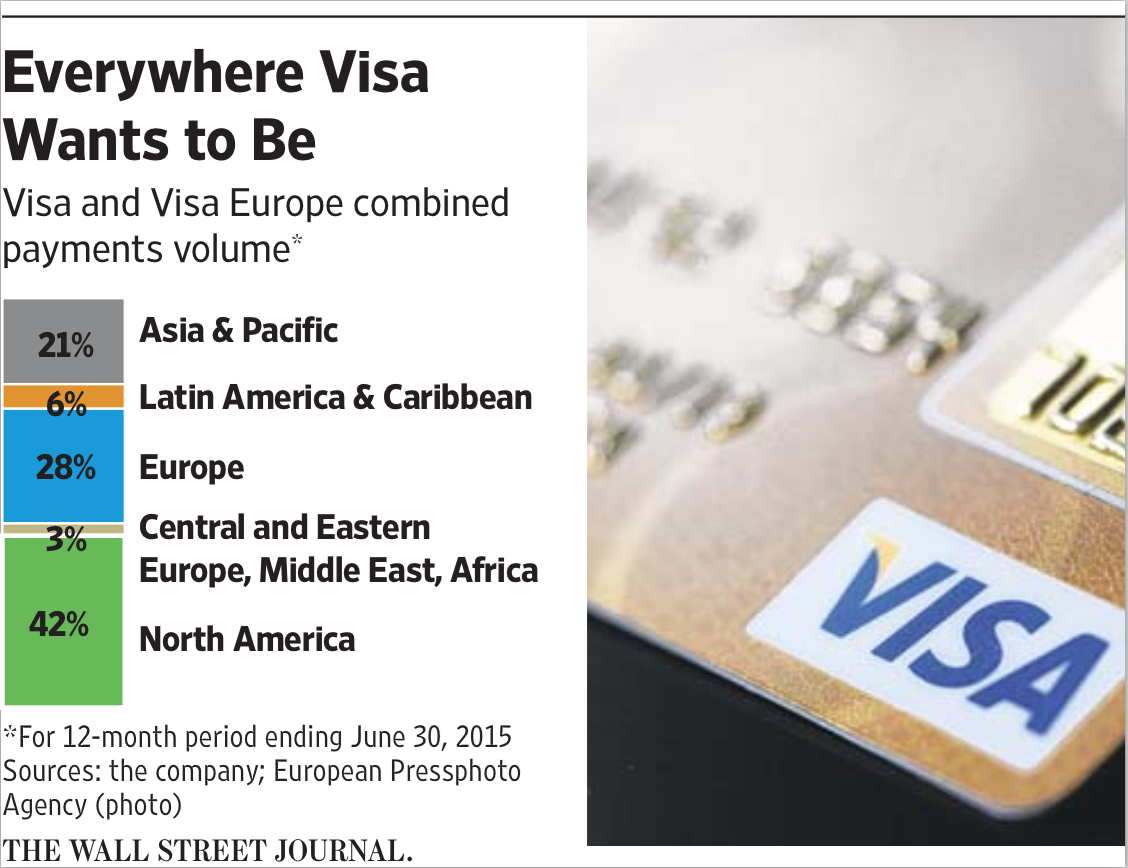 Everywhere Visa
Wants to Be
Visa and Visa Europe combined
payments volume*
21%
Asia & Pacific
6%
Latin America & Caribbean
28%
Europe
3%
Central and Eastern
Europe, Middle East, Africa
42%
North America
*For 12-month period ending June 30, 2015
Sources: the company; European Pressphoto
Agency (photo)
THE WALL STREET JOURNAL.
VISA